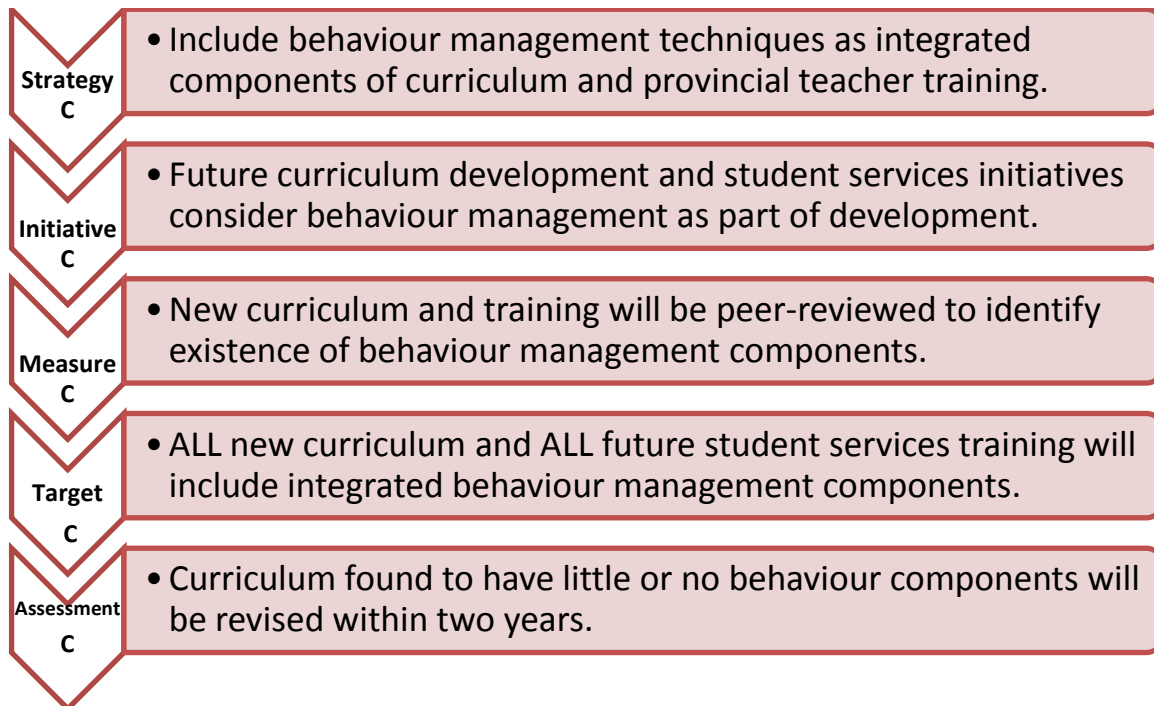 Strategy
C
• Include behaviour management techniques as integrated
components of curriculum and provincial teacher training.
Initiative
C
• Future curriculum development and student services initiatives
consider behaviour management as part of development.
Measure
C
• New curriculum and training will be peer-reviewed to identify
existence of behaviour management components.
Target
C
• ALL new curriculum and ALL future student services training will
include integrated behaviour management components.
Assessment
C
• Curriculum found to have little or no behaviour components will
be revised within two years.